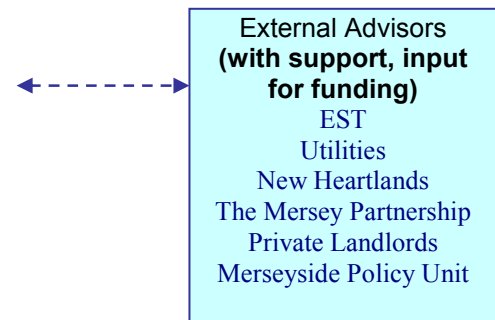 External Advisors
(with support, input
for funding)
EST
Utilities
New Heartlands
The Mersey Partnership
Private Landlords
Merseyside Policy Unit